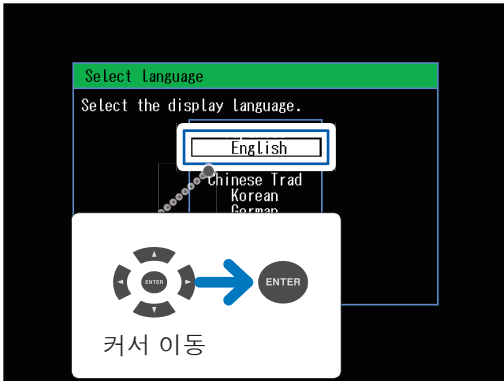 Select language
Select the display language.
English
Chinese Trad
Korean
German
ENTER
ENTER
커서 이동